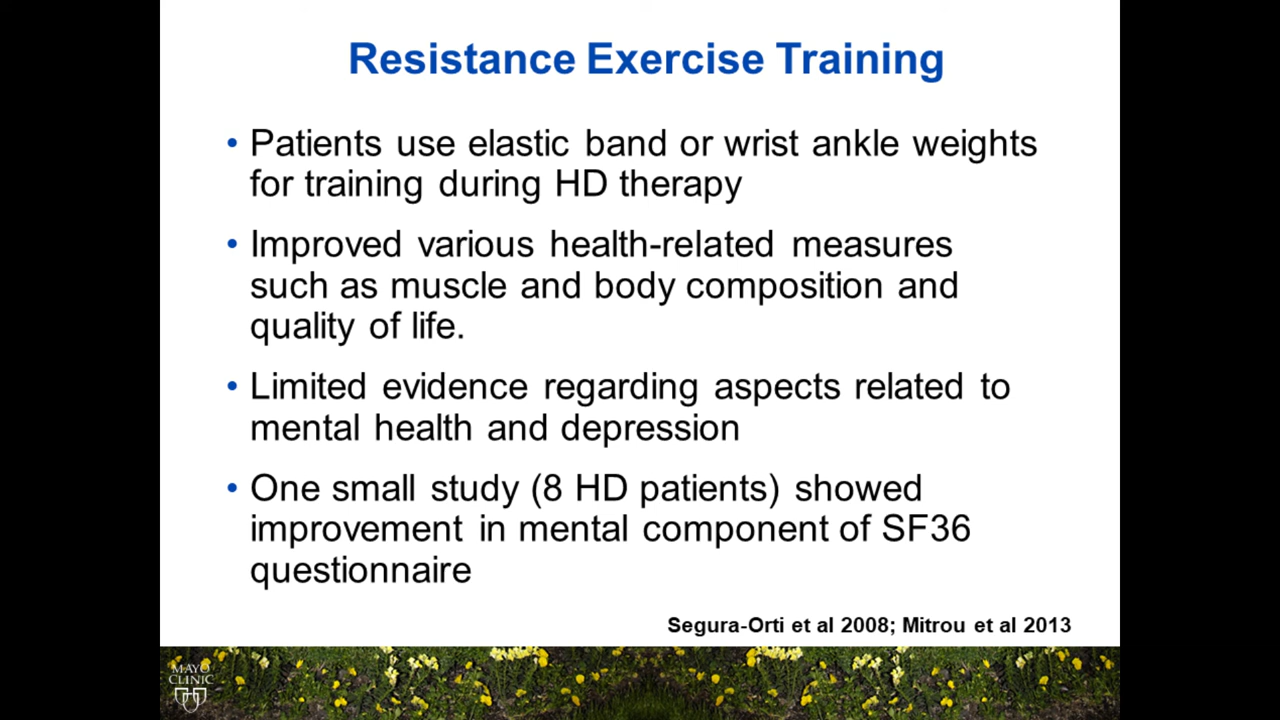 Resistance Exercise Training
• Patients use elastic band or wrist ankle weights
for training during HD therapy
• Improved various health-related measures
such as muscle and body composition and
quality of life.
• Limited evidence regarding aspects related to
mental health and depression
• One small study (8 HD patients) showed
improvement in mental component of SF36
questionnaire
Segura-Orti et al 2008; Mitrou et al 2013
MAYO
CLINIC